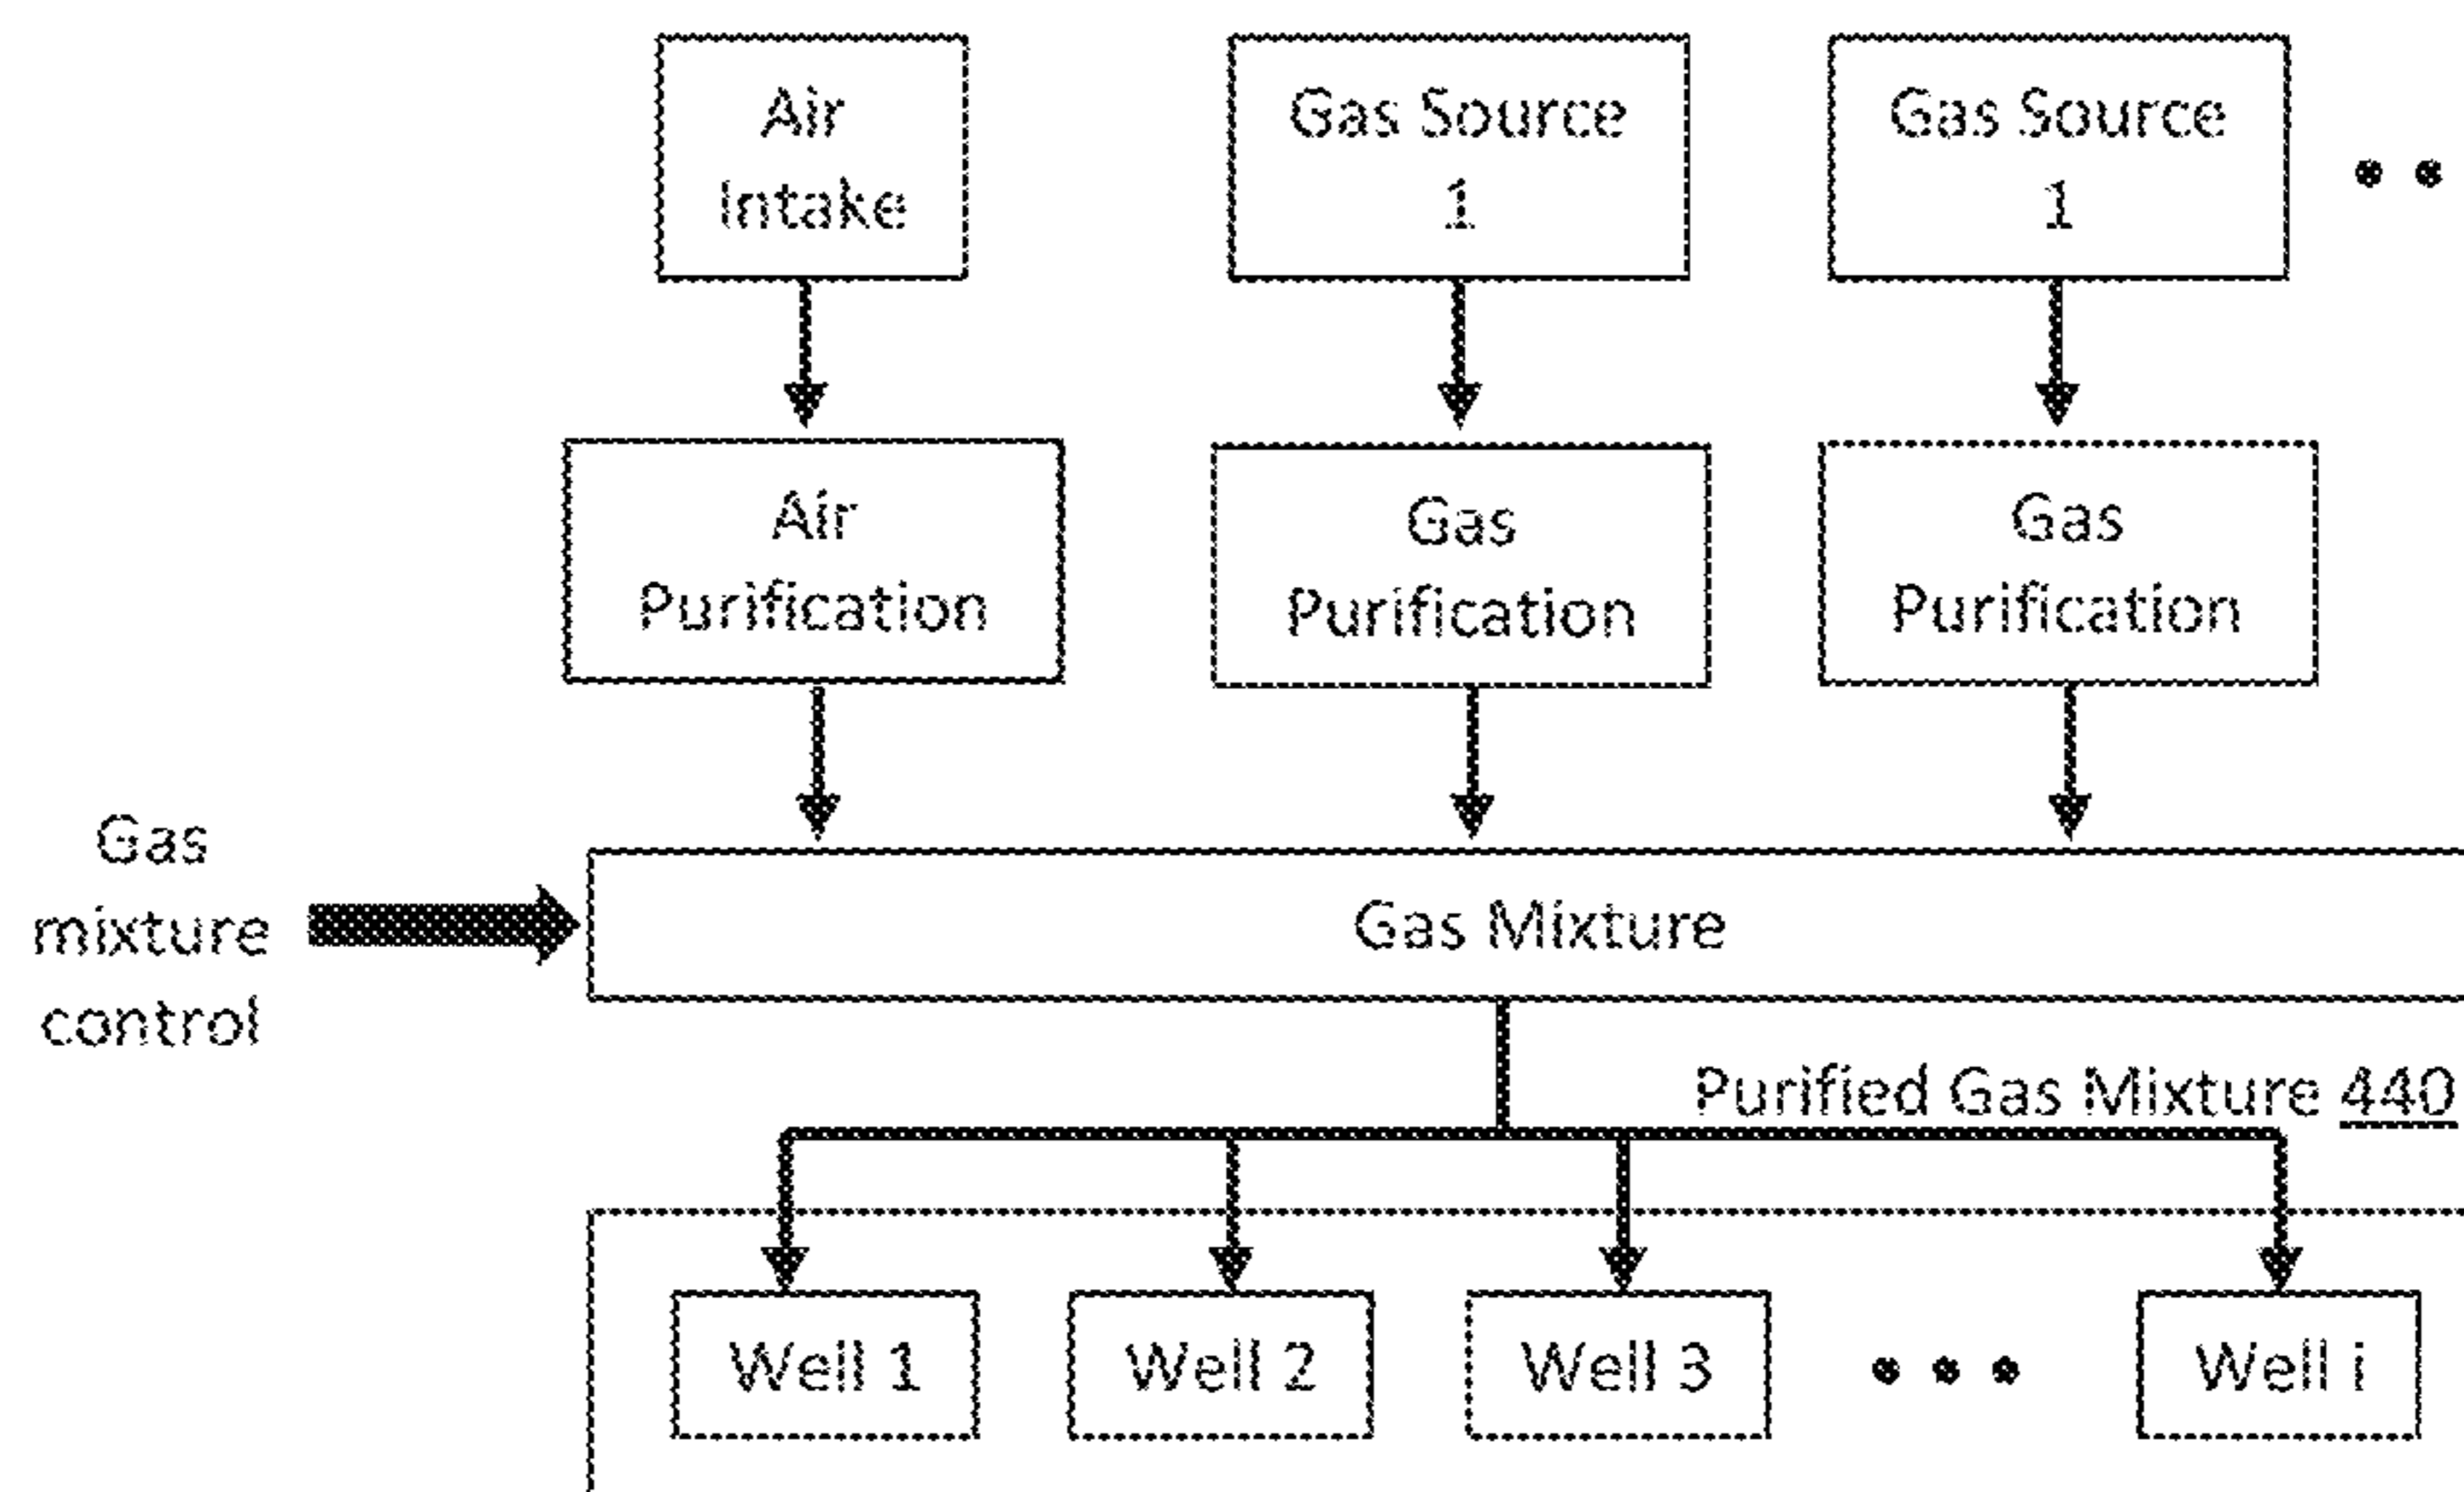 Air
Intake
Gas Source
1
Gas Source
1
Air
Purification
Gas
Purification
Gas
Purification
Gas
mixture
control
Gas Mixture
Purified Gas Mixture 440
Well 1
Well 2
Well 3
Well i